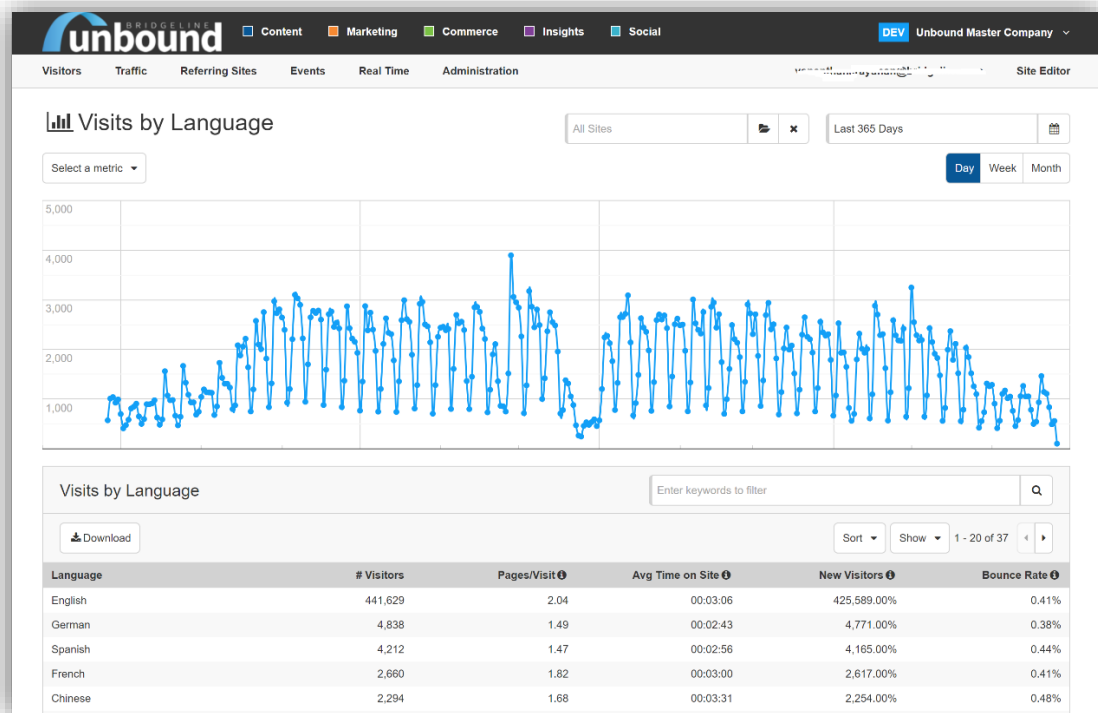 BRIDGELINE
unbound Content Marketing Commerce Insights Social DEV Unbound Master Company
Visitors Traffic Referring Sites Events Real Time Administration Site Editor
Visits by Language All Sites Last 365 Days
Select a metric Day Week Month
5,000
4,000
3,000
2,000
1,000
Visits by Language Enter keywords to filter
Download Sort Show 1 - 20 of 37
Language # Visitors Pages/Visit Avg Time on Site New Visitors Bounce Rate
English 441,629 2.04 00:03:06 425,589.00% 0.41%
German 4,838 1.49 00:02:43 4,771.00% 0.38%
Spanish 4,212 1.47 00:02:56 4,165.00% 0.44%
French 2,660 1.82 00:03:00 2,617.00% 0.41%
Chinese 2,294 1.68 00:03:31 2,254.00% 0.48%